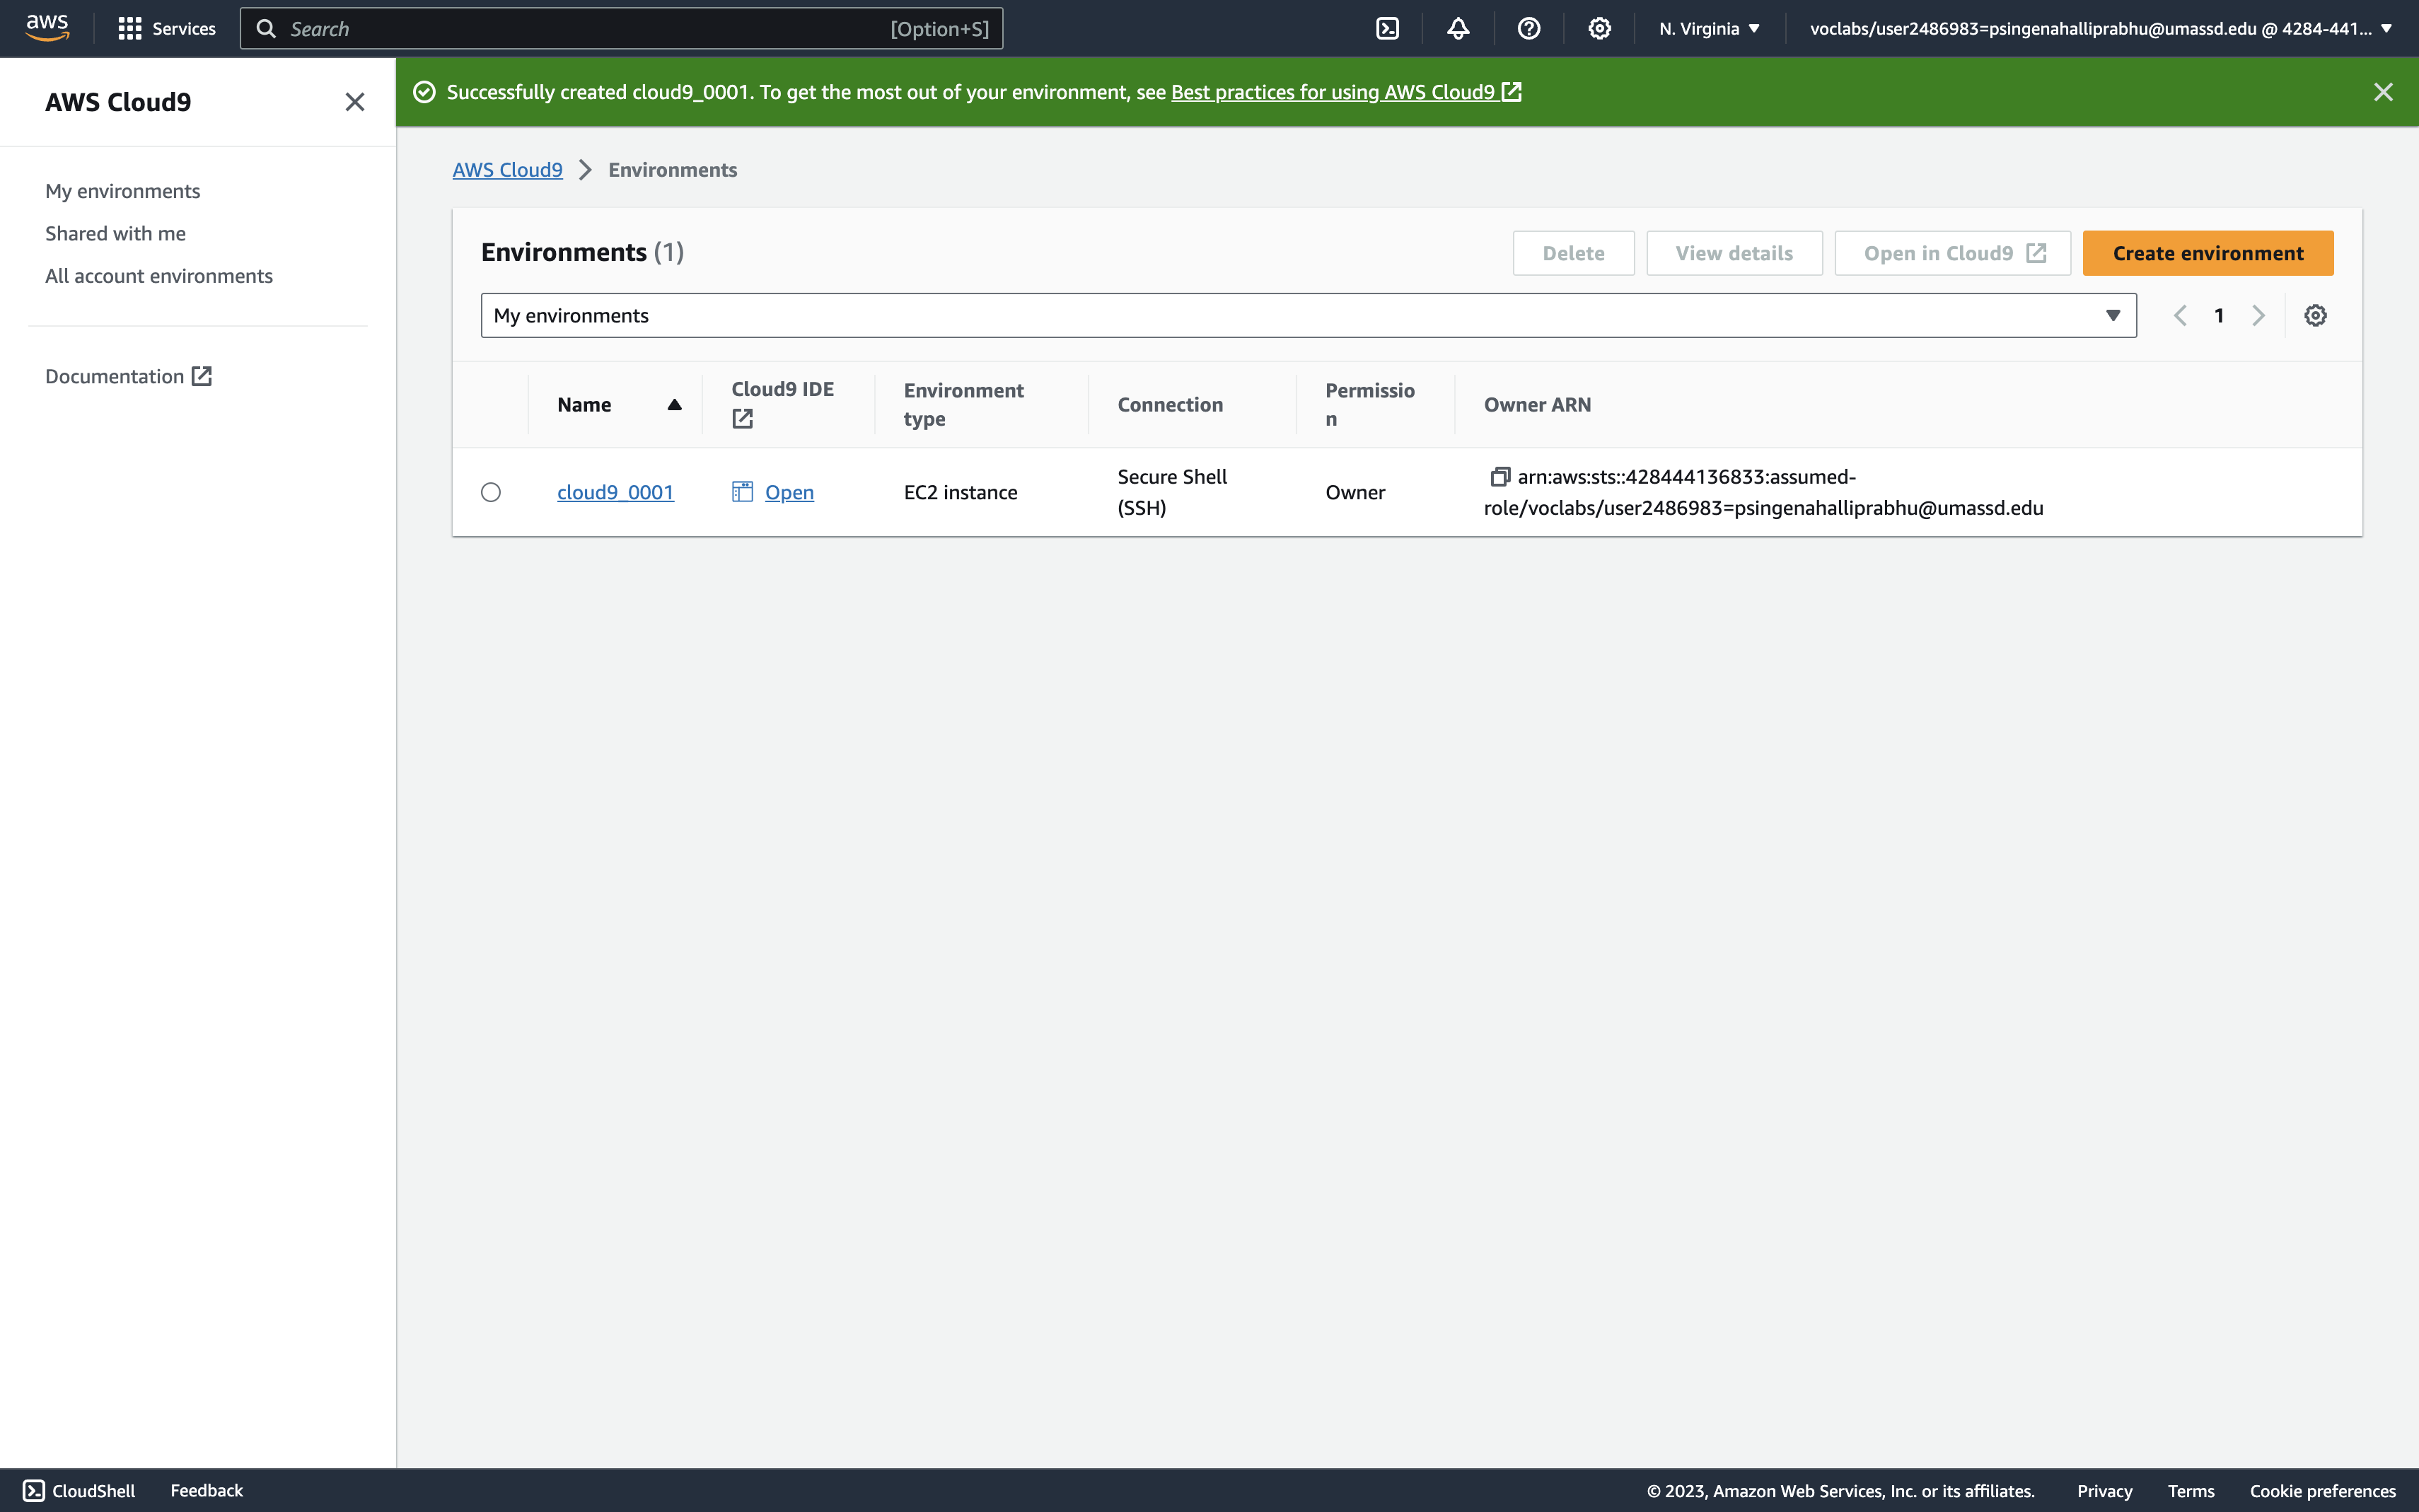 aws
Services
Search
[Option+S]
N. Virginia
voclabs/user2486983=psingenahalliprabhu@umassd.edu @ 4284-441...
AWS Cloud9
My environments
Shared with me
All account environments
Documentation
Successfully created cloud9_0001. To get the most out of your environment, see Best practices for using AWS Cloud9
AWS Cloud9
Environments
Environments (1)
Delete
View details
Open in Cloud9
Create environment
My environments
1
Name
Cloud9 IDE
Environment
type
Connection
Permissio
n
Owner ARN
cloud9_0001
Open
EC2 instance
Secure Shell
(SSH)
Owner
arn:aws:sts::428444136833:assumed-
role/voclabs/user2486983=psingenahalliprabhu@umassd.edu
CloudShell
Feedback
© 2023, Amazon Web Services, Inc. or its affiliates.
Privacy
Terms
Cookie preferences